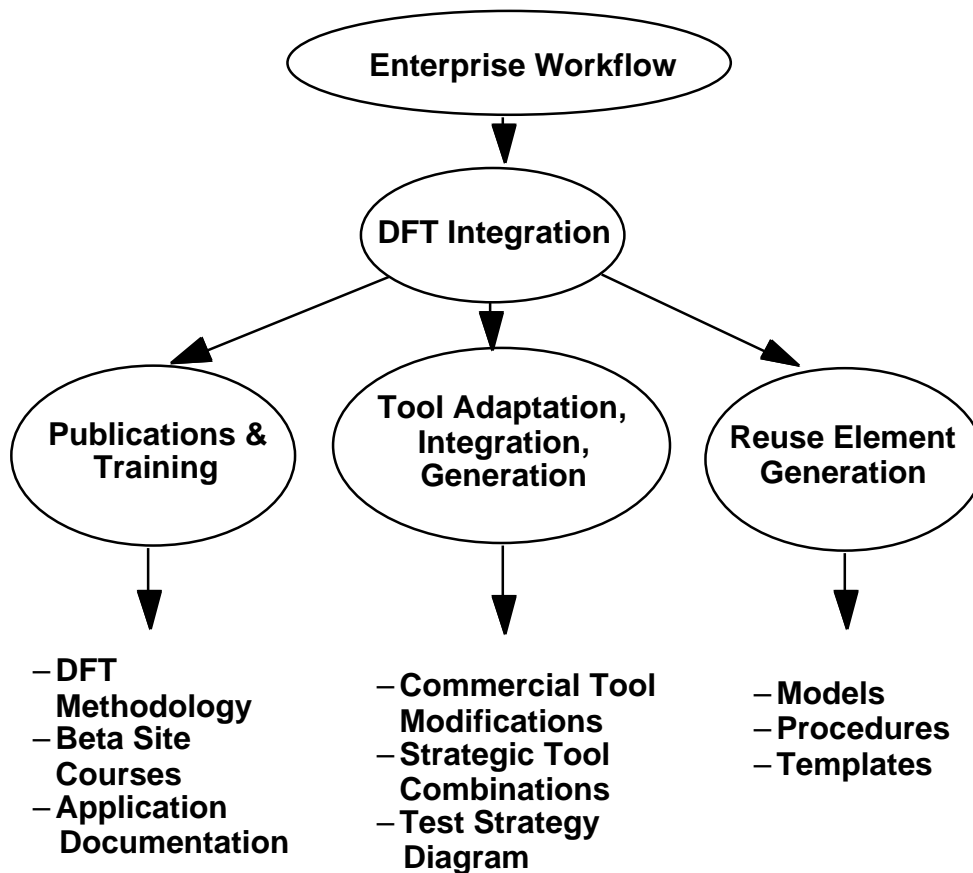 Enterprise Workflow
DFT Integration
Publications &
Training
Tool Adaptation,
Integration,
Generation
Reuse Element
Generation
– DFT
Methodology
– Beta Site
Courses
– Application
Documentation
– Commercial Tool
Modifications
– Strategic Tool
Combinations
– Test Strategy
Diagram
– Models
– Procedures
– Templates